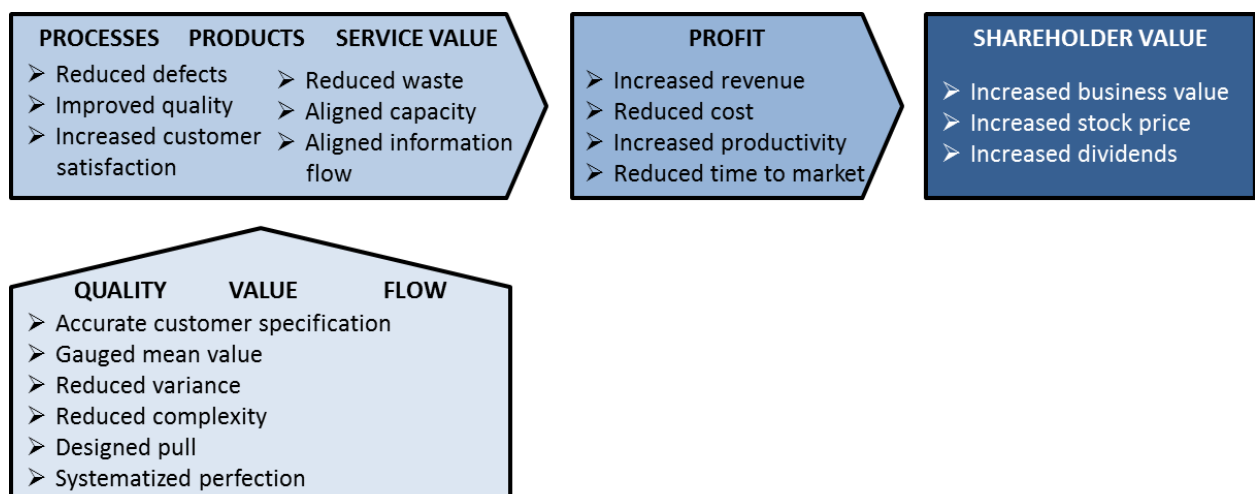 PROCESSES PRODUCTS SERVICE VALUE
➢ Reduced defects
➢ Improved quality
➢ Increased customer
satisfaction
➢ Reduced waste
➢ Aligned capacity
➢ Aligned information
flow
PROFIT
➢ Increased revenue
➢ Reduced cost
➢ Increased productivity
➢ Reduced time to market
SHAREHOLDER VALUE
➢ Increased business value
➢ Increased stock price
➢ Increased dividends
QUALITY VALUE FLOW
➢ Accurate customer specification
➢ Gauged mean value
➢ Reduced variance
➢ Reduced complexity
➢ Designed pull
➢ Systematized perfection